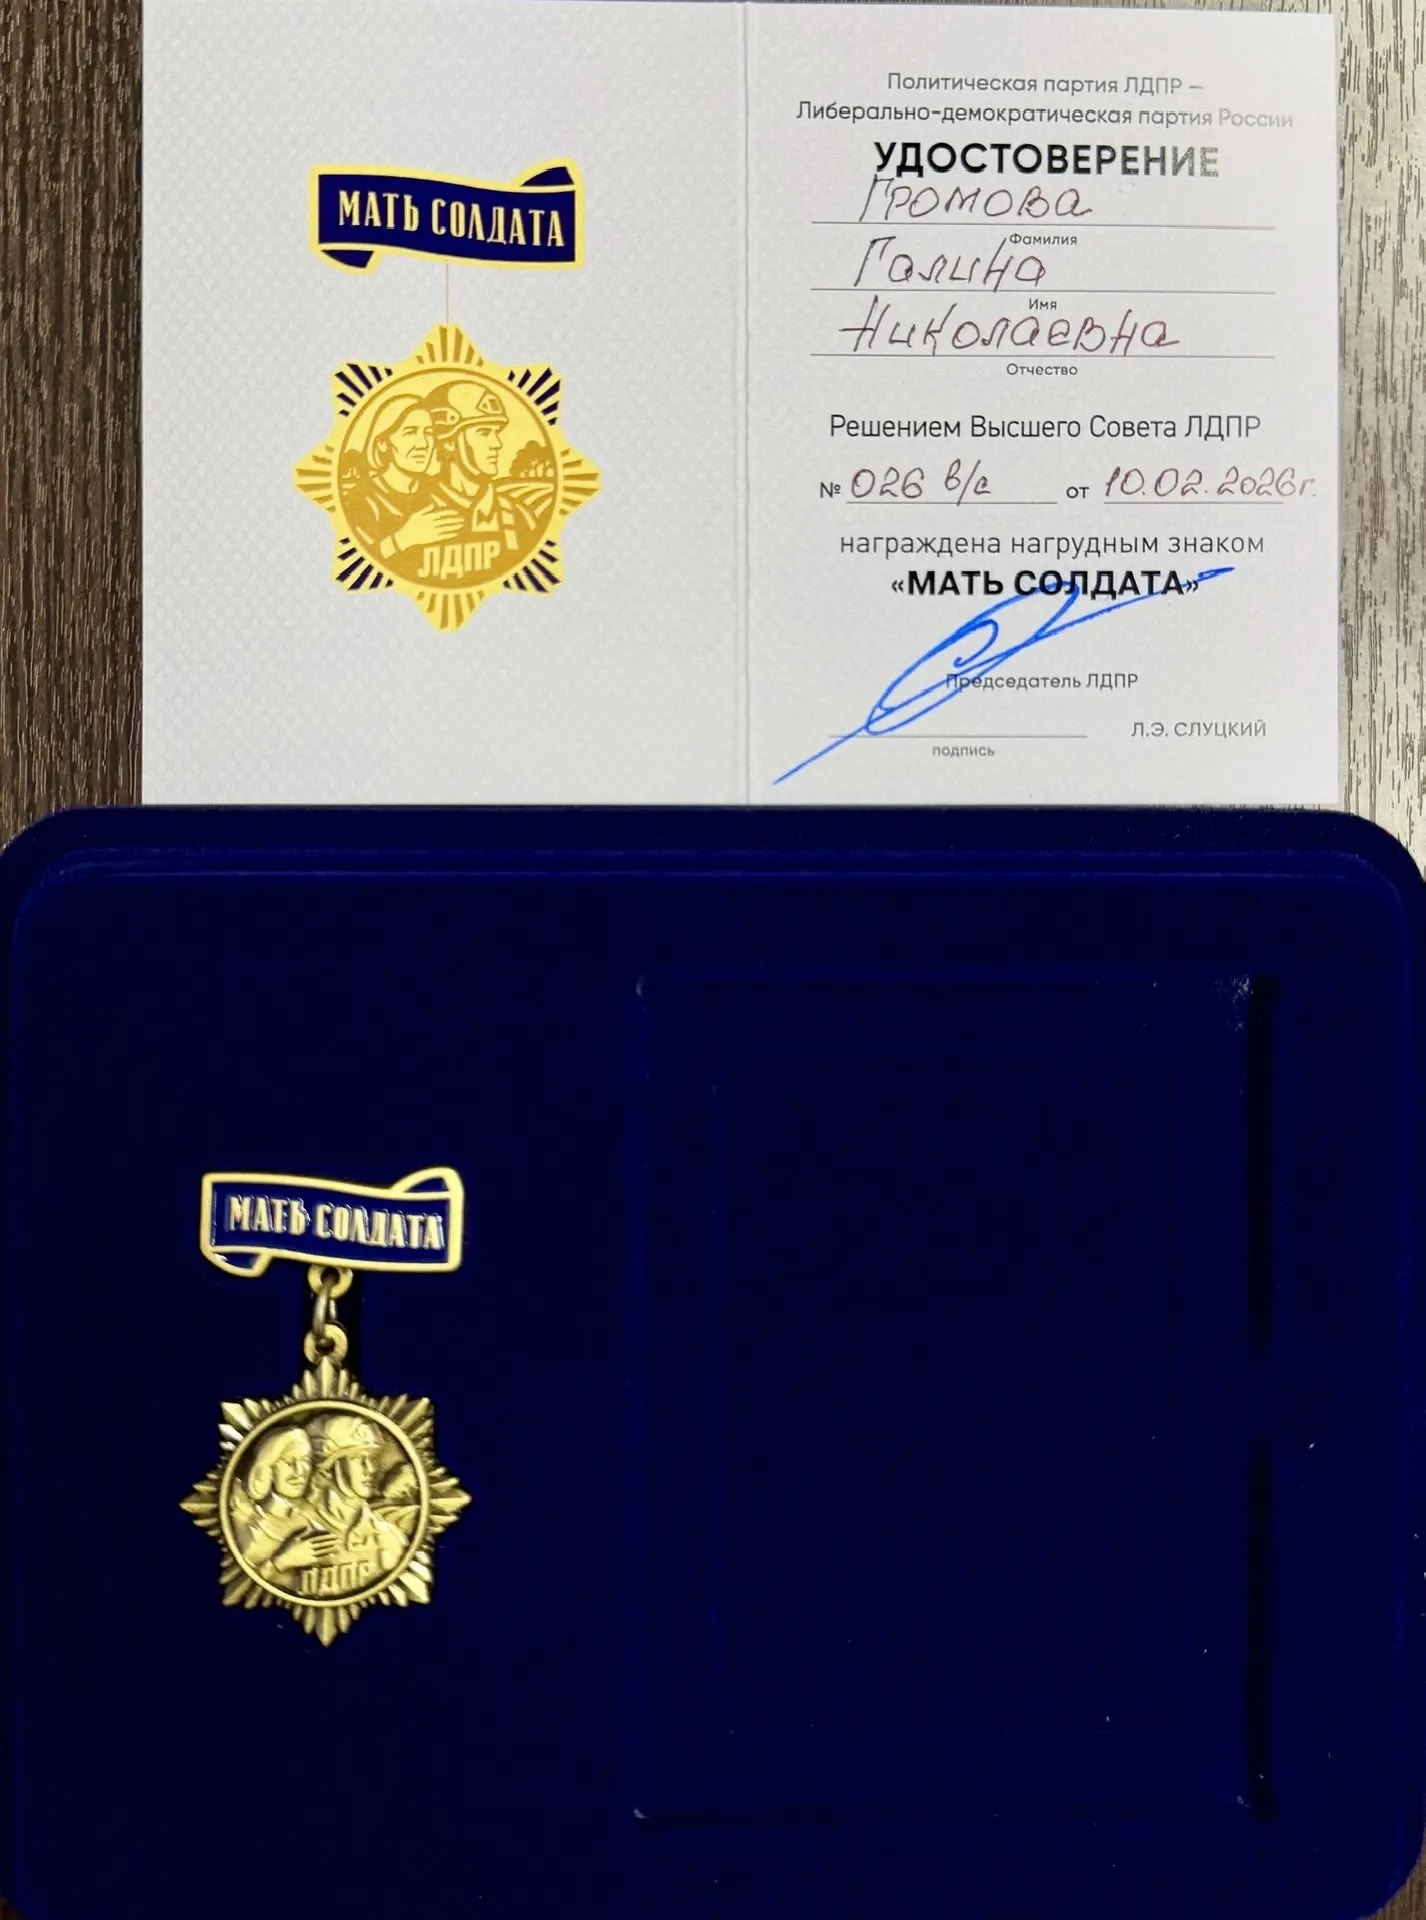 МАТЬ СОЛДАТА
ЛДПР
Политическая партия ЛДПР –
Либерально-демократическая партия России
УДОСТОВЕРЕНИЕ
Громова
Фамилия
Галина
Имя
Николаевна
Отчество
Решением Высшего Совета ЛДПР
№ 026 в/с от 10.02.2026г.
награждена нагрудным знаком
«МАТЬ СОЛДАТА»
Председатель ЛДПР
Л.Э. СЛУЦКИЙ
подпись
МАТЬ СОЛДАТА
ЛДПР